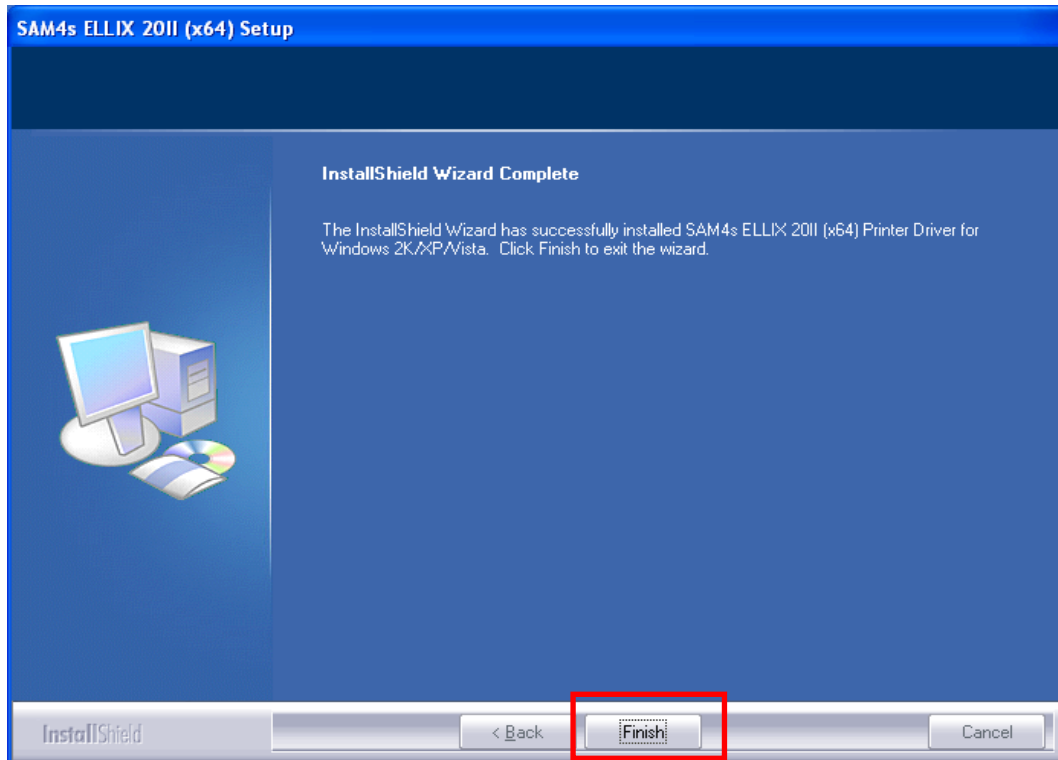 SAM4s ELLIX 20II (x64) Setup
InstallShield Wizard Complete
The InstallShield Wizard has successfully installed SAM4s ELLIX 20II (x64) Printer Driver for
Windows 2K/XP/Vista. Click Finish to exit the wizard.
InstallShield
< Back
Finish
Cancel